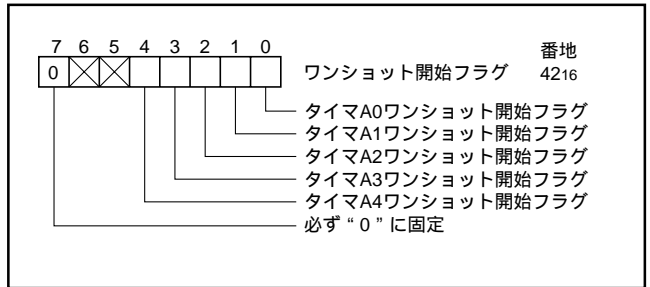 7 6 5 4 3 2 1 0 番地
0 ワンショット開始フラグ 4216
タイマA0ワンショット開始フラグ
タイマA1ワンショット開始フラグ
タイマA2ワンショット開始フラグ
タイマA3ワンショット開始フラグ
タイマA4ワンショット開始フラグ
必ず“0”に固定